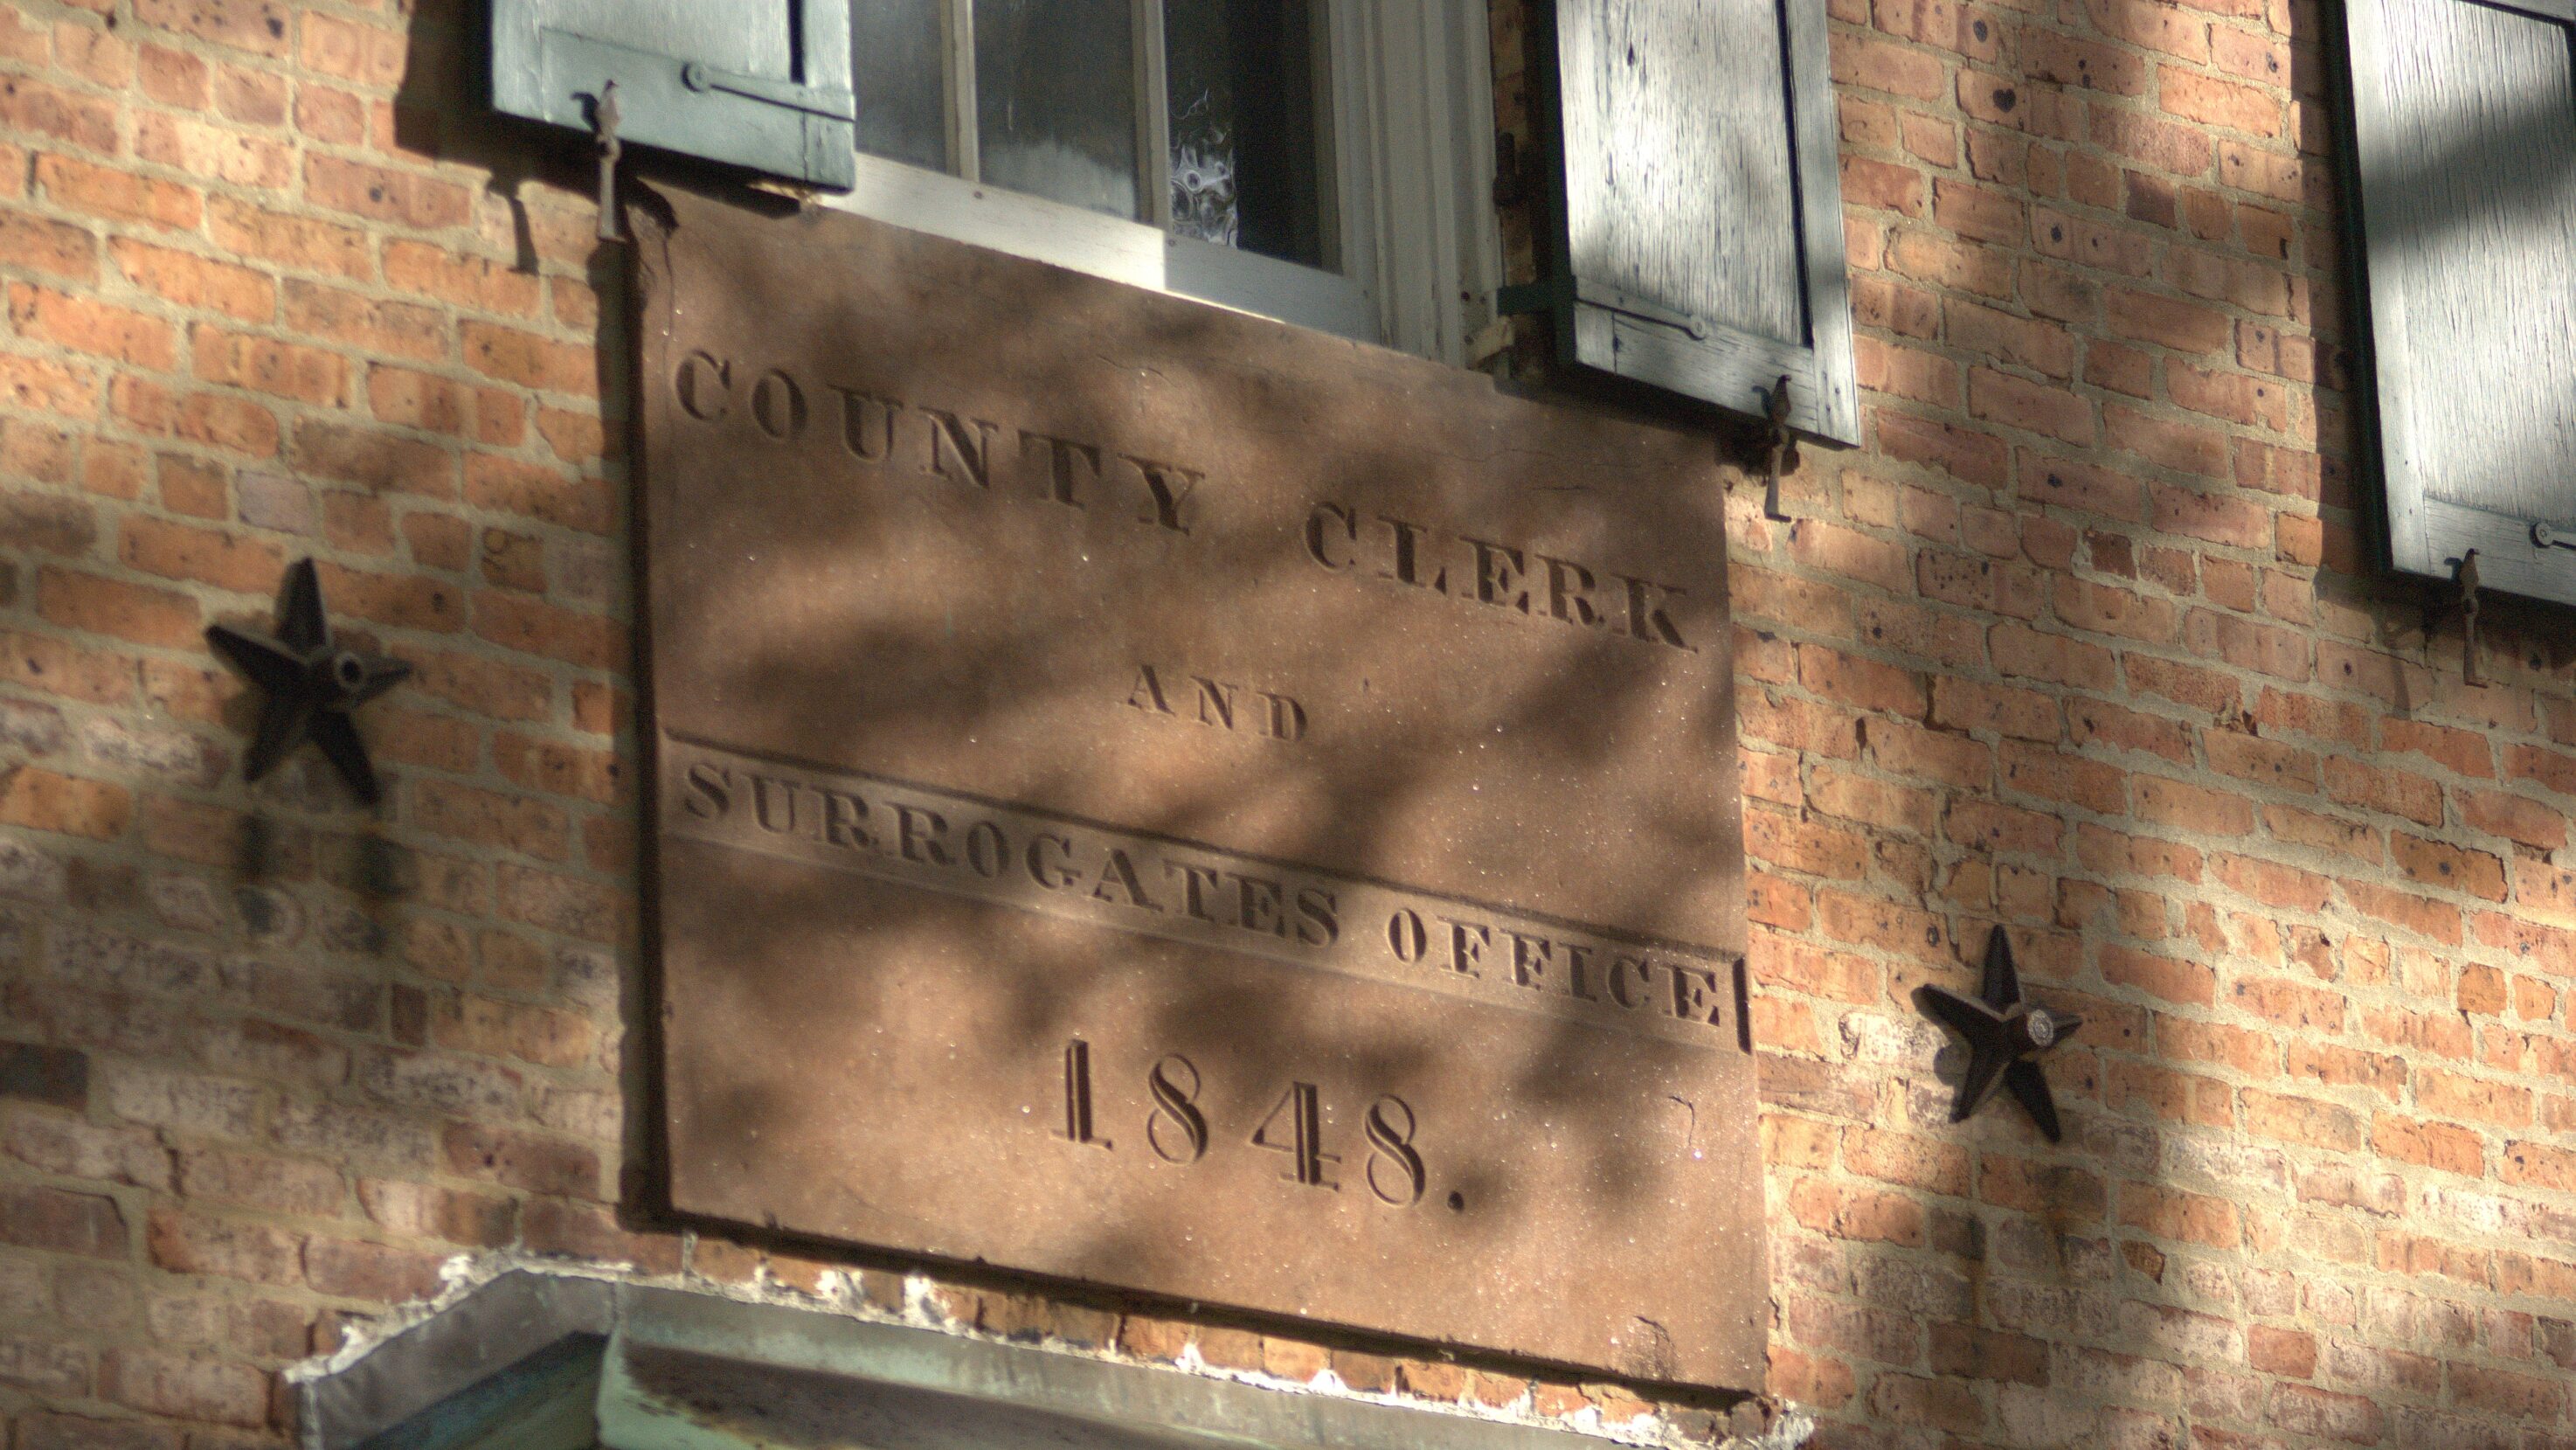 COUNTY CLERK
AND
SURROGATES OFFICE
1848.